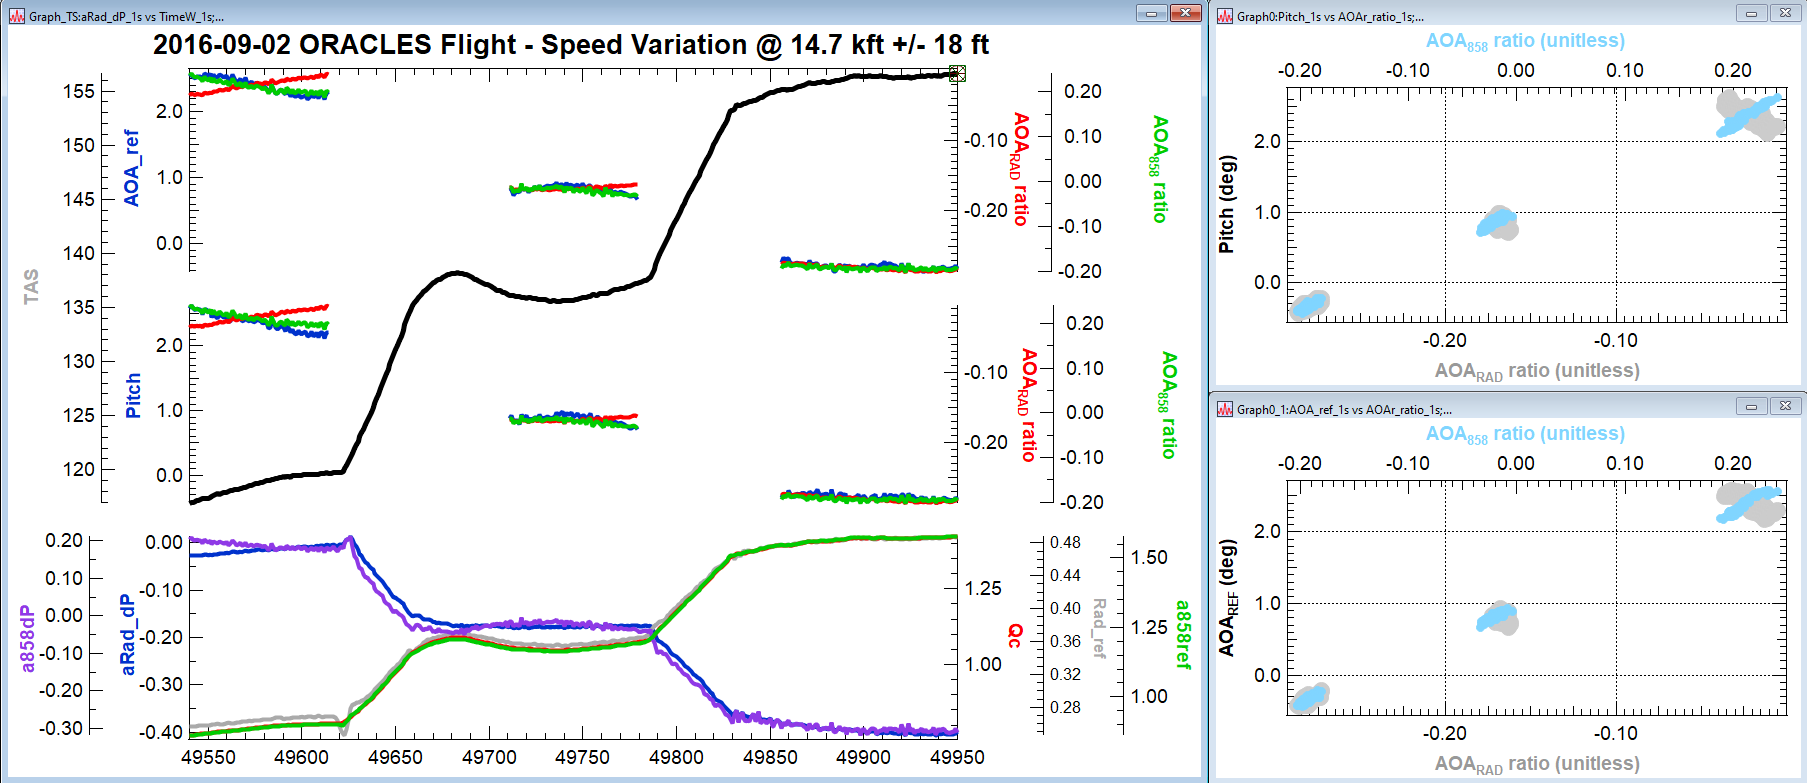 Graph_TS:aRad_dP_1s vs TimeW_1s;...
2016-09-02 ORACLES Flight - Speed Variation @ 14.7 kft +/- 18 ft
TAS
155
150
145
140
135
130
125
120
AOA_ref
2.0
1.0
0.0
Pitch
2.0
1.0
0.0
-0.10
-0.20
AOARAD ratio
0.20
0.10
0.00
-0.10
-0.20
AOA858 ratio
-0.10
-0.20
AOARAD ratio
0.20
0.10
0.00
-0.10
-0.20
AOA858 ratio
a858dP
0.20
0.10
0.00
-0.10
-0.20
-0.30
aRad_dP
0.00
-0.10
-0.20
-0.30
-0.40
1.25
1.00
Qc
0.48
0.44
0.40
0.36
0.32
0.28
Rad_ref
1.50
1.25
1.00
a858ref
49550 49600 49650 49700 49750 49800 49850 49900 49950
Graph0:Pitch_1s vs AOAr_ratio_1s;...
AOA858 ratio (unitless)
-0.20 -0.10 0.00 0.10 0.20
Pitch (deg)
2.0
1.0
0.0
-0.20 -0.10
AOARAD ratio (unitless)
Graph0_1:AOA_ref_1s vs AOAr_ratio_1s;...
AOA858 ratio (unitless)
-0.20 -0.10 0.00 0.10 0.20
AOAREF (deg)
2.0
1.0
0.0
-0.20 -0.10
AOARAD ratio (unitless)